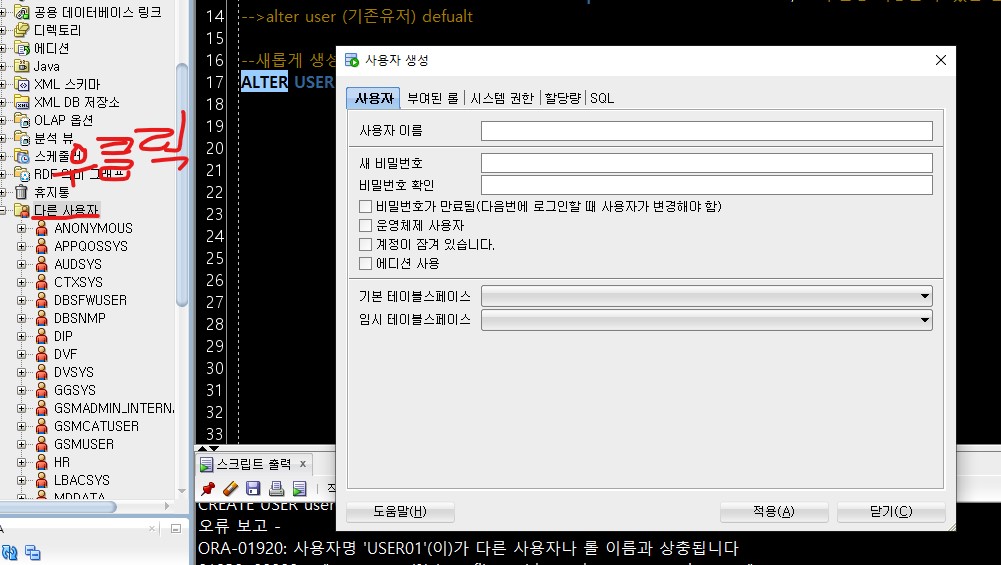 공용 데이터베이스 링크
디렉토리
에디션
Java
XML 스키마
XML DB 저장소
OLAP 옵션
분석 뷰
스케줄러
RDF 의미 그래프
휴지통
다른 사용자
ANONYMOUS
APPQOSSYS
AUDSYS
CTXSYS
DBSFWUSER
DBSNMP
DIP
DVF
DVSYS
GGSYS
GSMADMIN_INTERN
GSMCATUSER
GSMUSER
HR
LBACSYS
MDDATA
우클릭
14 -->alter user (기존유저) defualt
15
16 --새롭게 생성
17 ALTER USER
18
19
20
21
22
23
24
25
26
27
28
29
30
31
32
33
사용자 생성
사용자 부여된 롤 시스템 권한 할당량 SQL
사용자 이름
새 비밀번호
비밀번호 확인
비밀번호가 만료됨(다음번에 로그인할 때 사용자가 변경해야 함)
운영체제 사용자
계정이 잠겨 있습니다.
에디션 사용
기본 테이블스페이스
임시 테이블스페이스
도움말(H) 적용(A) 닫기(C)
스크립트 출력 x
CREATE USER user
오류 보고 -
ORA-01920: 사용자명 'USER01'(이)가 다른 사용자나 롤 이름과 상충됩니다